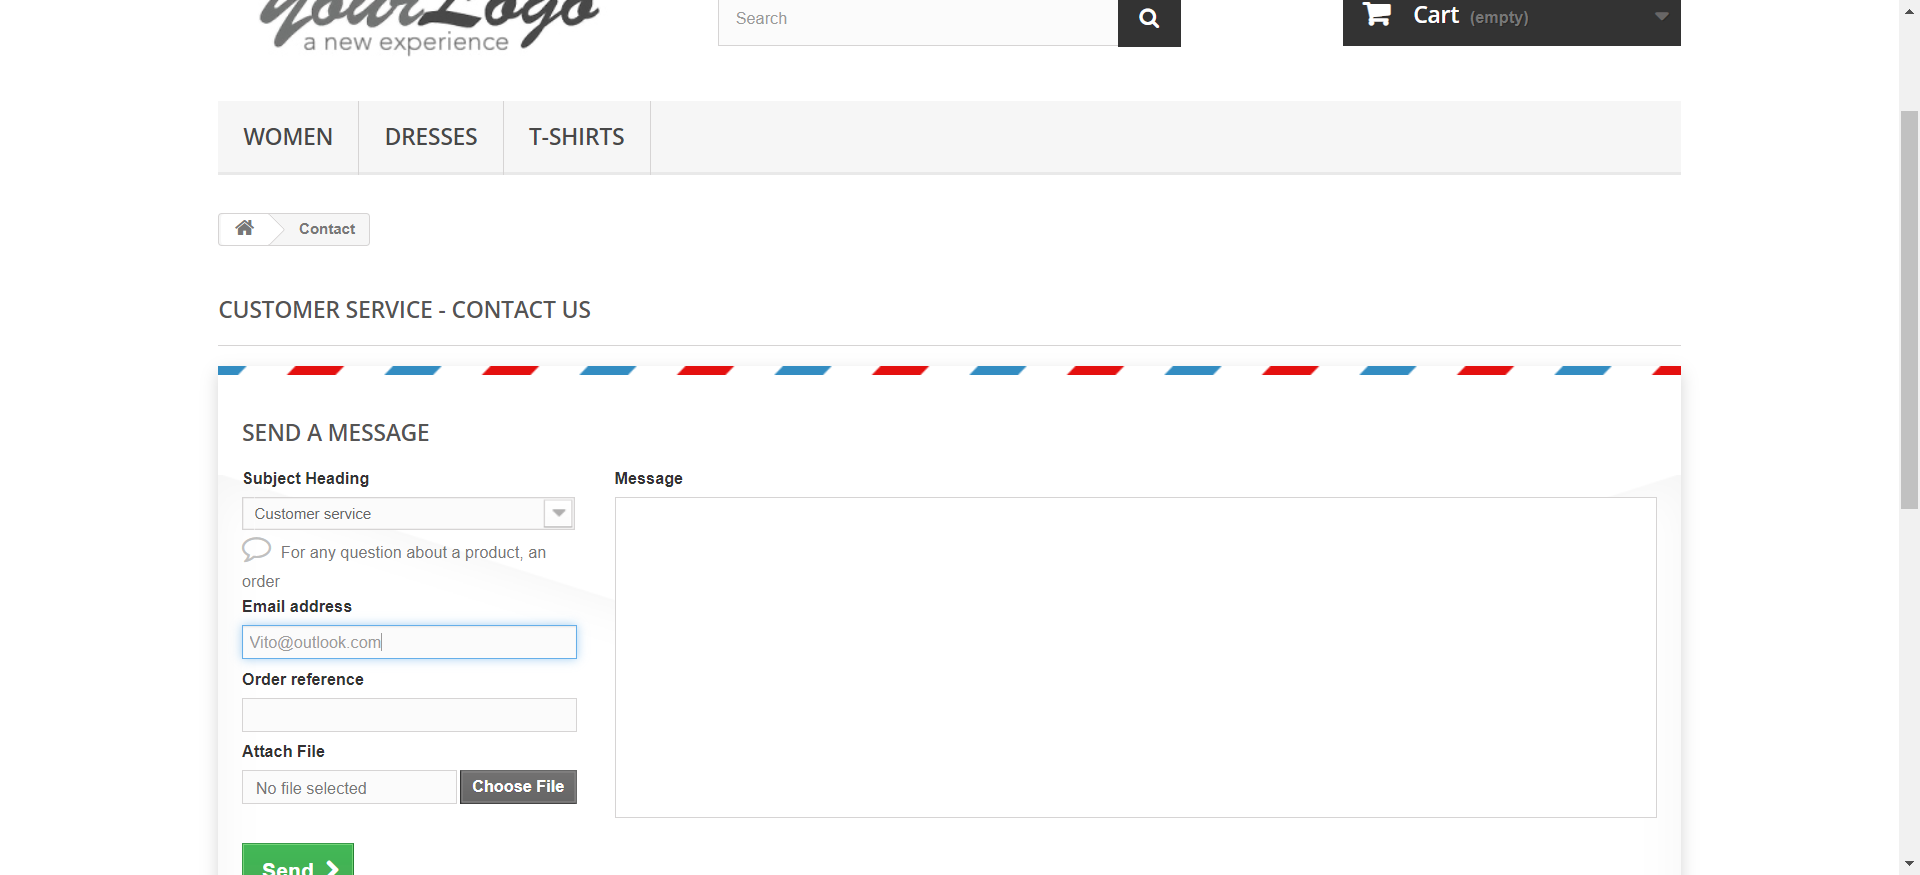 yourLogo
a new experience
Search
Cart (empty)
WOMEN DRESSES T-SHIRTS
Contact
CUSTOMER SERVICE - CONTACT US
SEND A MESSAGE
Subject Heading
Customer service
For any question about a product, an
order
Email address
Vito@outlook.com
Order reference
Attach File
No file selected Choose File
Send
Message